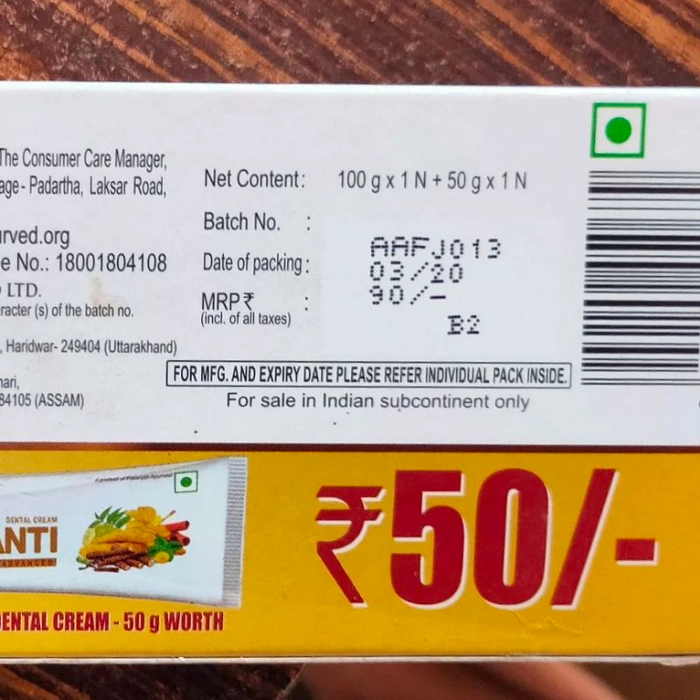 The Consumer Care Manager,
age - Padartha, Laksar Road,
rved.org
e No.: 18001804108
LTD.
racter (s) of the batch no.
, Haridwar- 249404 (Uttarakhand)
hari,
84105 (ASSAM)
Net Content: 100 g x 1 N + 50 g x 1 N
Batch No. : AAFJ013
Date of packing: 03/20
MRP ₹ : 90/-
(incl. of all taxes)
B2
FOR MFG. AND EXPIRY DATE PLEASE REFER INDIVIDUAL PACK INSIDE.
For sale in Indian subcontinent only
DENTAL CREAM
ANTI
ADVANCED
₹50/-
DENTAL CREAM - 50 g WORTH